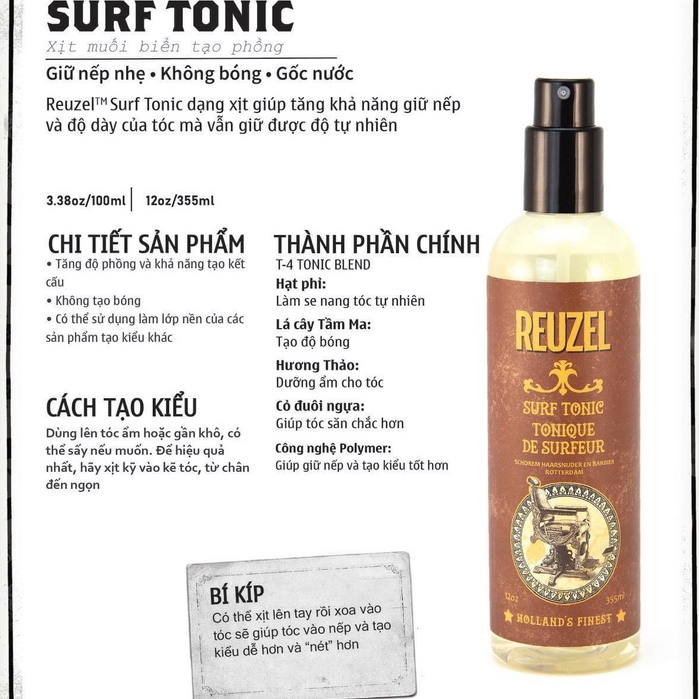 SURF TONIC
Xịt muối biển tạo phồng
Giữ nếp nhẹ • Không bóng • Gốc nước
Reuzel™ Surf Tonic dạng xịt giúp tăng khả năng giữ nếp
và độ dày của tóc mà vẫn giữ được độ tự nhiên
3.38oz/100ml | 12oz/355ml
CHI TIẾT SẢN PHẨM
• Tăng độ phồng và khả năng tạo kết
cấu
• Không tạo bóng
• Có thể sử dụng làm lớp nền của các
sản phẩm tạo kiểu khác
CÁCH TẠO KIỂU
Dùng lên tóc ẩm hoặc gần khô, có
thể sấy nếu muốn. Để hiệu quả
nhất, hãy xịt kỹ vào kẽ tóc, từ chân
đến ngọn
THÀNH PHẦN CHÍNH
T-4 TONIC BLEND
Hạt phỉ:
Làm se nang tóc tự nhiên
Lá cây Tầm Ma:
Tạo độ bóng
Hương Thảo:
Dưỡng ẩm cho tóc
Cỏ đuôi ngựa:
Giúp tóc săn chắc hơn
Công nghệ Polymer:
Giúp giữ nếp và tạo kiểu tốt hơn
BÍ KÍP
Có thể xịt lên tay rồi xoa vào
tóc sẽ giúp tóc vào nếp và tạo
kiểu dễ hơn và "nét" hơn
REUZEL
SURF TONIC
TONIQUE
DE SURFEUR
SCHOREM HAARSNIJDER EN BARBIER
ROTTERDAM
12oz 355ml
HOLLAND'S FINEST